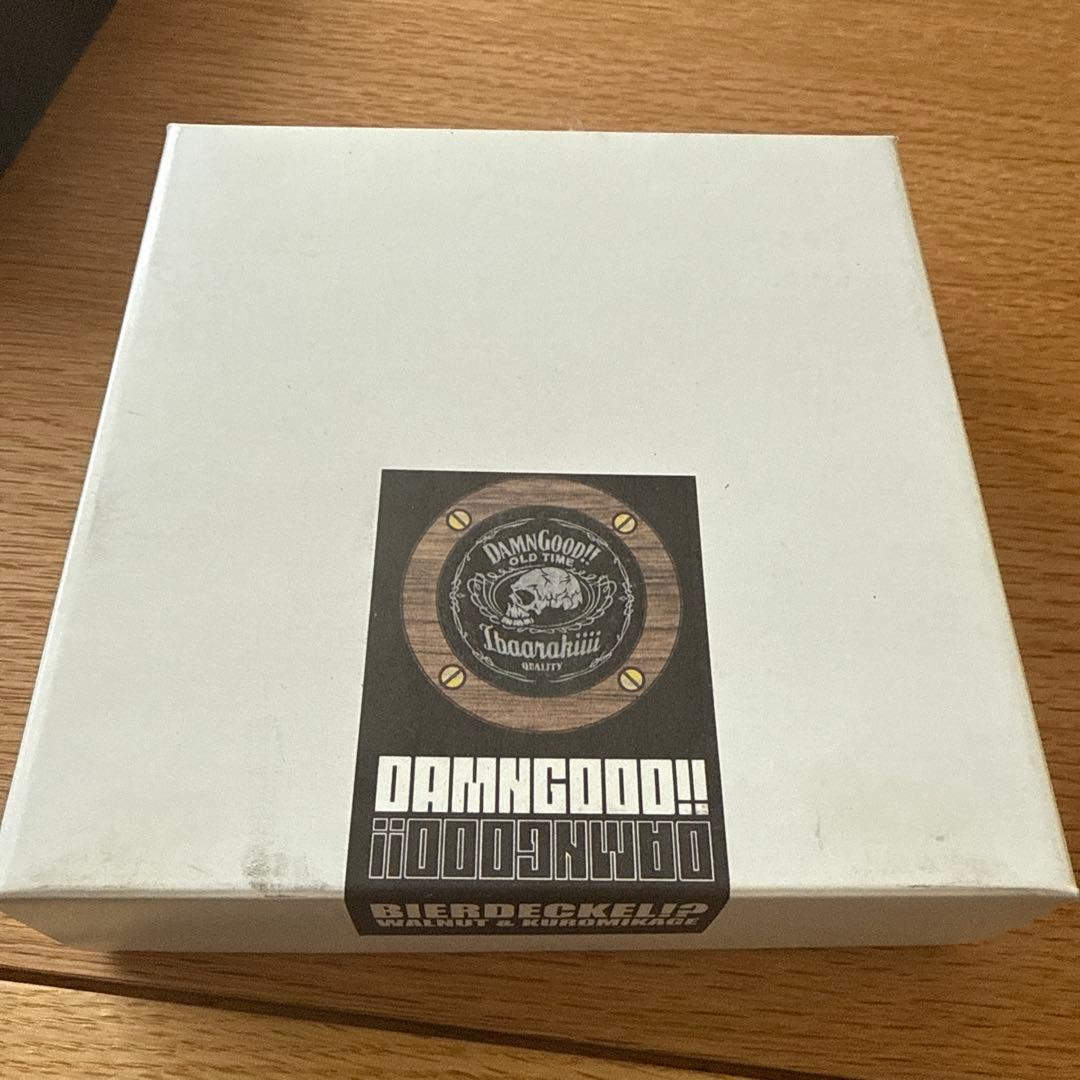 DAMNGOOD!!
OLD TIME
Ibaarakiiii
QUALITY
DAMNGOOD!!
DAMNGOOD!!
BIERDECKEL!?
WALNUT & KUROMIKAGE